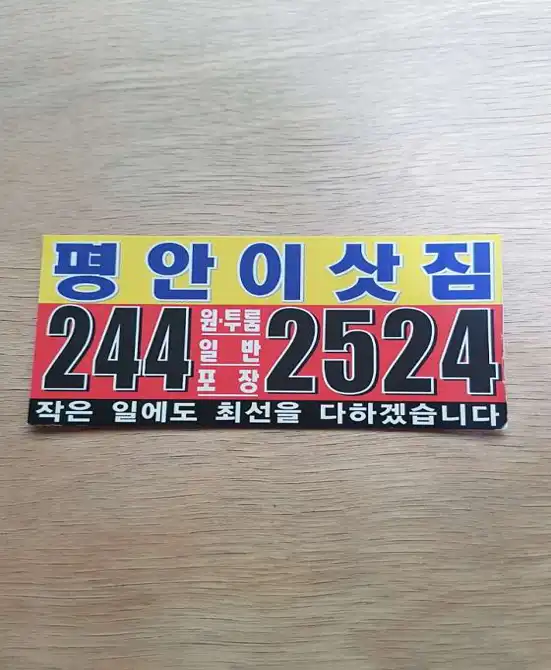 평안이삿짐
244 원·투룸 일반 포장 2524
작은 일에도 최선을 다하겠습니다